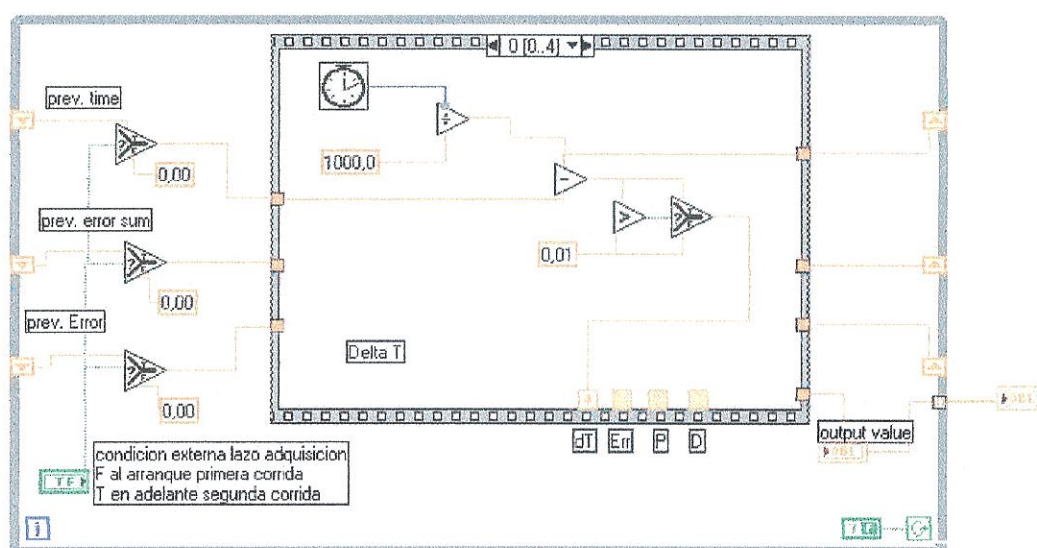 0 [0..4]
prev. time
1000,0
0,00
prev. error sum
0,01
0,00
prev. Error
Delta T
0,00
dT
Err
P
D
output value
condicion externa lazo adquisicion
F al arranque primera corrida
T en adelante segunda corrida
TF
i
TF